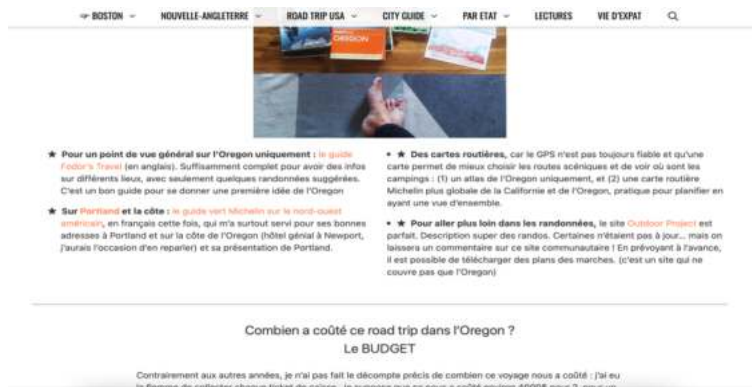 BOSTON NOUVELLE-ANGLETERRE ROAD TRIP USA CITY GUIDE PAR ETAT LECTURES VIE D'EXPAT
OREGON
★ Pour un point de vue général sur l'Oregon uniquement : le guide
Fodor's Travel (en anglais). Suffisamment complet pour avoir des infos
sur différents lieux, avec seulement quelques randonnées suggérées.
C'est un bon guide pour se donner une première idée de l'Oregon
★ Sur Portland et la côte : le guide vert Michelin sur le nord-ouest
américain, en français cette fois, qui m'a surtout servi pour ses bonnes
adresses à Portland et sur la côte de l'Oregon (hôtel génial à Newport,
j'aurais l'occasion d'en reparler) et sa présentation de Portland.
• ★ Des cartes routières, car le GPS n'est pas toujours fiable et qu'une
carte permet de mieux choisir les routes scéniques et de voir où sont les
campings : (1) un atlas de l'Oregon uniquement, et (2) une carte routière
Michelin plus globale de la Californie et de l'Oregon, pratique pour planifier en
ayant une vue d'ensemble.
• ★ Pour aller plus loin dans les randonnées, le site Outdoor Project est
parfait. Description super des randos. Certaines n'étaient pas à jour... mais on
laissera un commentaire sur ce site communautaire ! En prévoyant à l'avance,
il est possible de télécharger des plans des marches. (c'est un site qui ne
couvre pas que l'Oregon)
Combien a coûté ce road trip dans l'Oregon ?
Le BUDGET
Contrairement aux autres années, je n'ai pas fait le décompte précis de combien ce voyage nous a coûté : j'ai eu